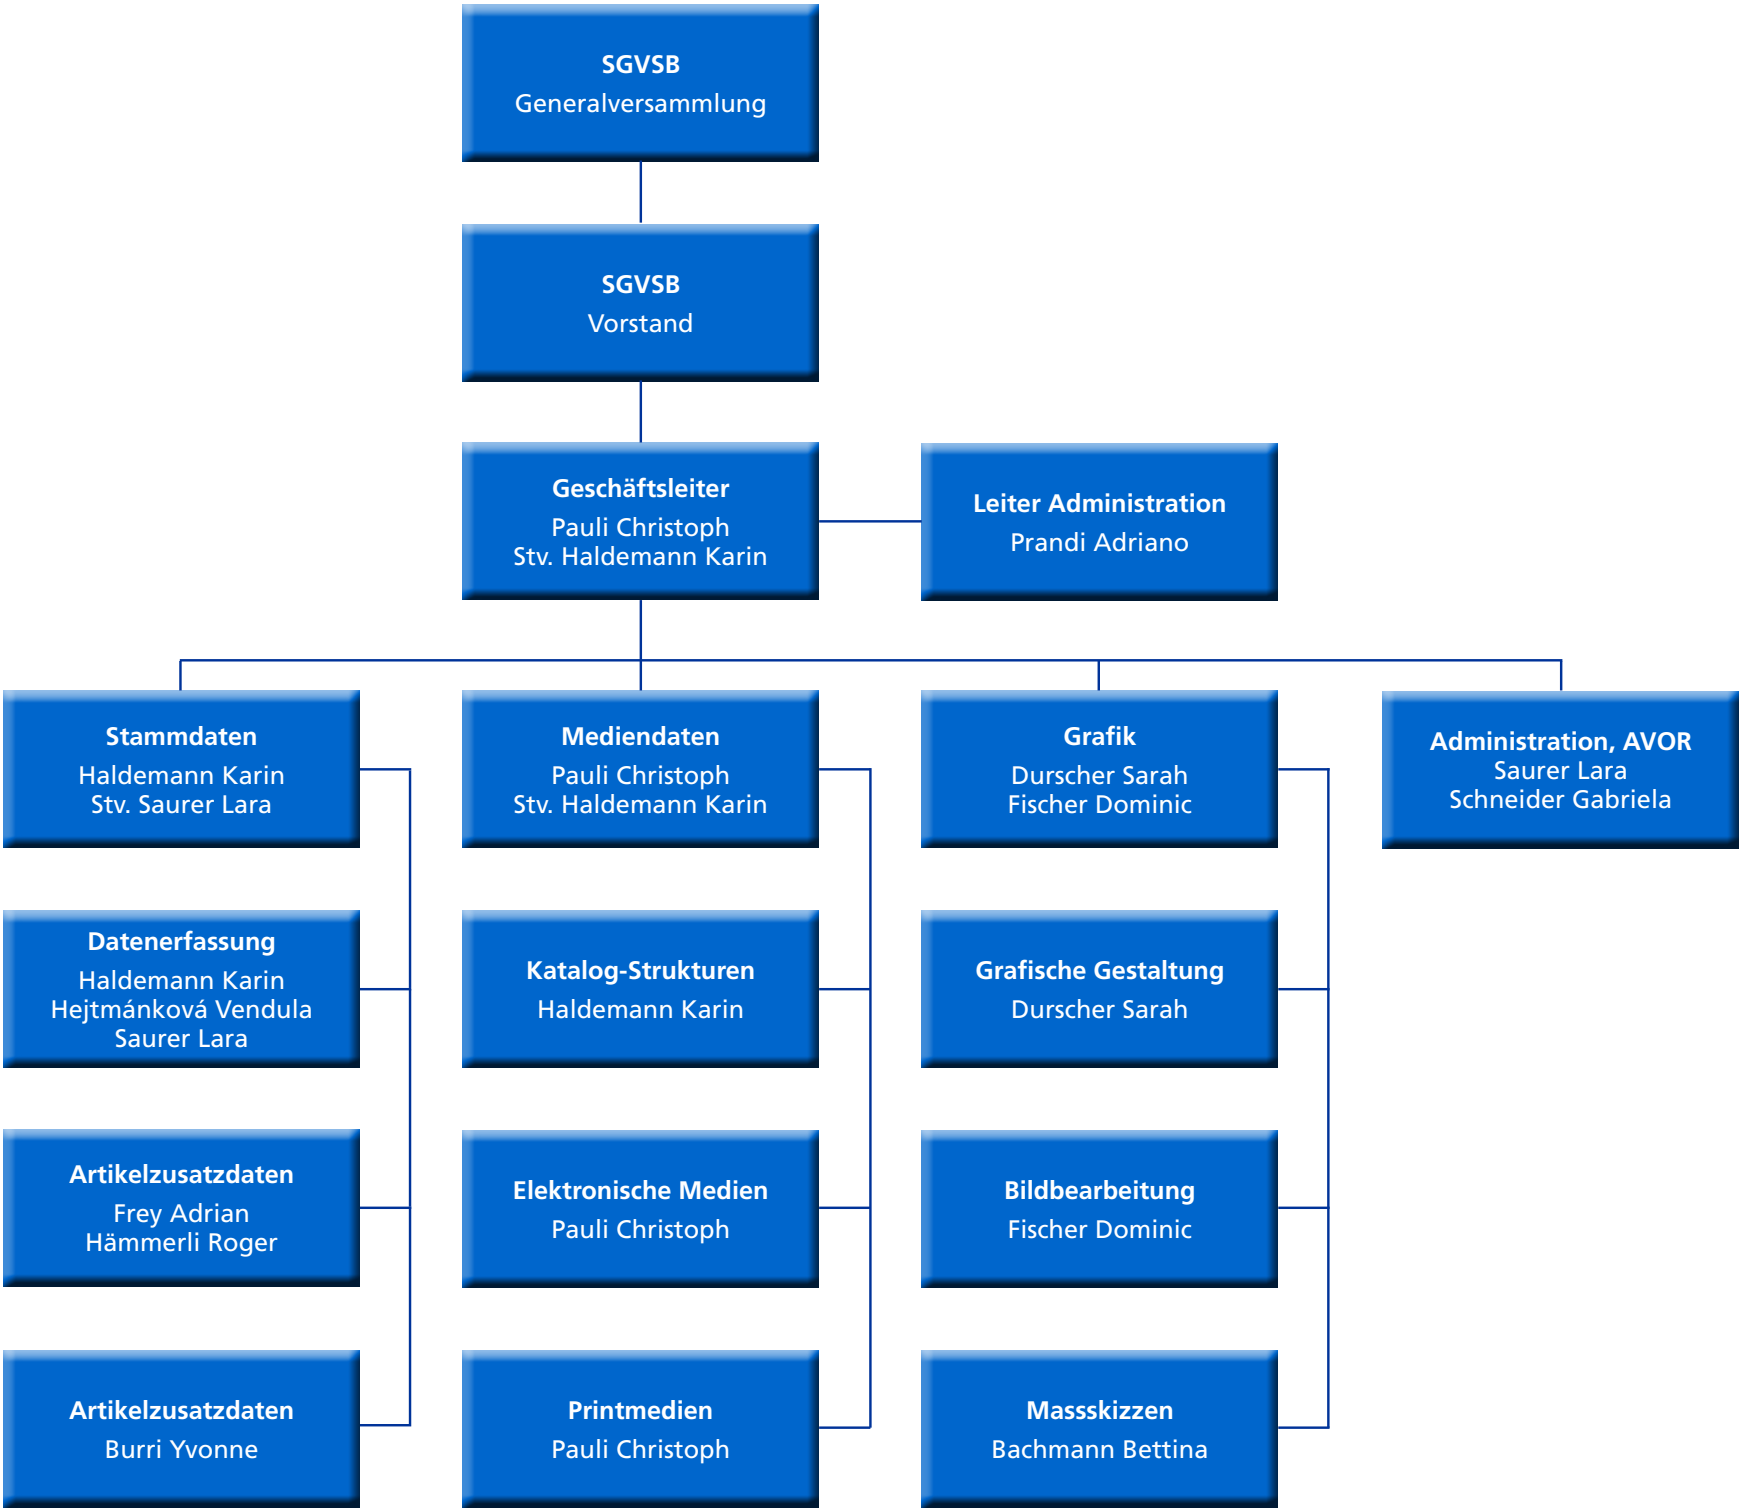 SGVSB
Generalversammlung
SGVSB
Vorstand
Geschäftsleiter
Pauli Christoph
Stv. Haldemann Karin
Leiter Administration
Prandi Adriano
Stammdaten
Haldemann Karin
Stv. Saurer Lara
Mediendaten
Pauli Christoph
Stv. Haldemann Karin
Grafik
Durscher Sarah
Fischer Dominic
Administration, AVOR
Saurer Lara
Schneider Gabriela
Datenerfassung
Haldemann Karin
Hejtmánková Vendula
Saurer Lara
Katalog-Strukturen
Haldemann Karin
Grafische Gestaltung
Durscher Sarah
Artikelzusatzdaten
Frey Adrian
Hämmerli Roger
Elektronische Medien
Pauli Christoph
Bildbearbeitung
Fischer Dominic
Artikelzusatzdaten
Burri Yvonne
Printmedien
Pauli Christoph
Massskizzen
Bachmann Bettina